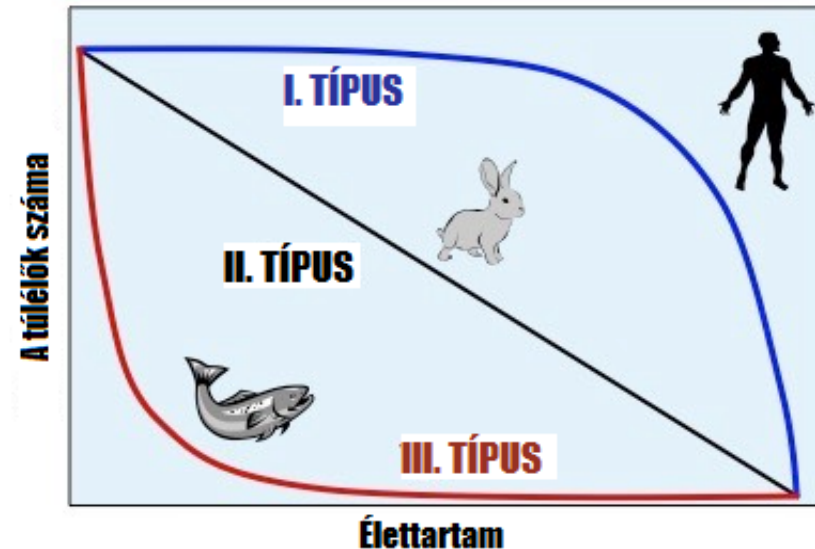 I. TÍPUS
II. TÍPUS
III. TÍPUS
A túlélők száma
Élettartam